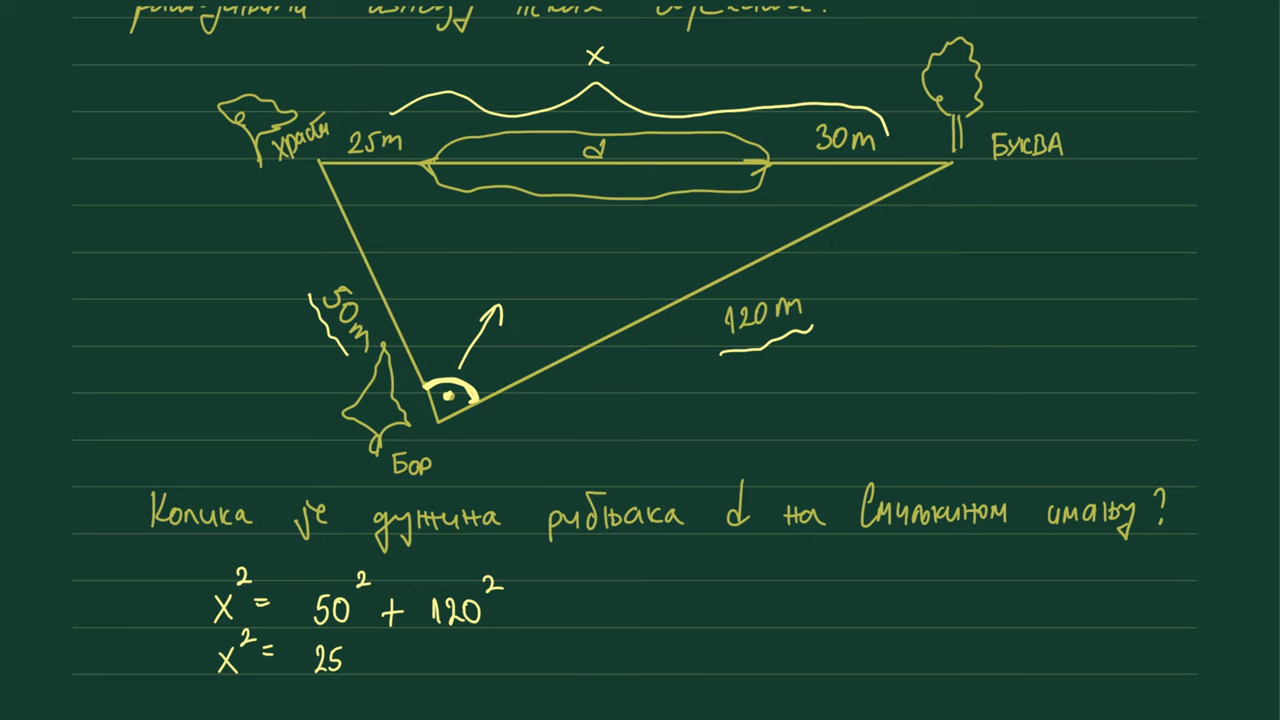 између
x
храст 25m d 30m БУКВА
50m
120m
Бор
Колика је дужина рибњака d на Смиљкином имању?
x² = 50² + 120²
x² = 25